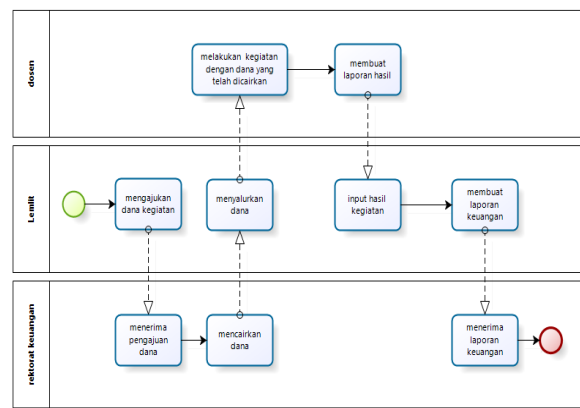 dosen
melakukan kegiatan
dengan dana yang
telah dicairkan
membuat
laporan hasil
Lemlit
mengajukan
dana kegiatan
menyalurkan
dana
input hasil
kegiatan
membuat
laporan
keuangan
rektorat keuangan
menerima
pengajuan
dana
mencairkan
dana
menerima
laporan
keuangan